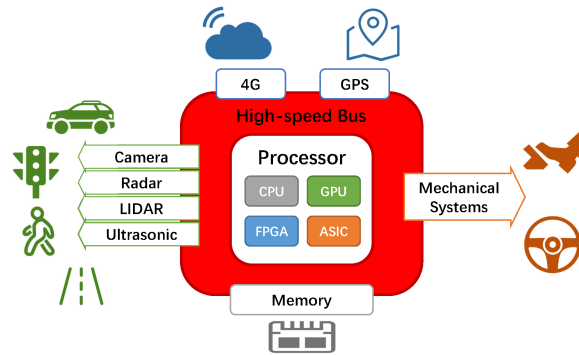 4G
GPS
High-speed Bus
Camera
Radar
LIDAR
Ultrasonic
Processor
CPU
GPU
FPGA
ASIC
Mechanical
Systems
Memory